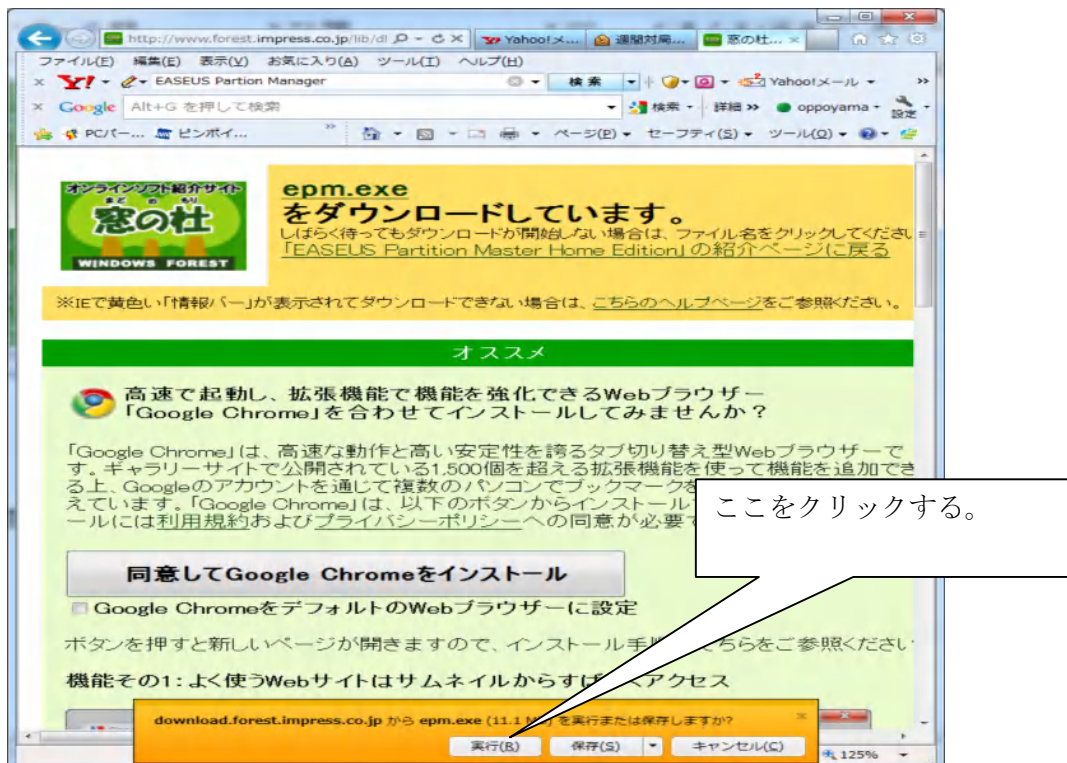 http://www.forest.impress.co.jp/lib/dl
Yahoo!メ...
週間対局...
窓の杜...
ファイル(F) 編集(E) 表示(V) お気に入り(A) ツール(T) ヘルプ(H)
Y! EASEUS Partion Manager 検索 Yahoo!メール
Google Alt+G を押して検索 検索 詳細 >> oppoyama 設定
PCパー... ピンポイ... ページ(P) セーフティ(S) ツール(O)
オンラインソフト紹介サイト
まど の もり
窓の杜
WINDOWS FOREST
epm.exe
をダウンロードしています。
しばらく待ってもダウンロードが開始しない場合は、ファイル名をクリックしてくださ
「EASEUS Partition Master Home Edition」の紹介ページに戻る
※IEで黄色い「情報バー」が表示されてダウンロードできない場合は、こちらのヘルプページをご参照ください。
オススメ
高速で起動し、拡張機能で機能を強化できるWebブラウザー
「Google Chrome」を合わせてインストールしてみませんか？
「Google Chrome」は、高速な動作と高い安定性を誇るタブ切り替え型Webブラウザーで
す。ギャラリーサイトで公開されている1,500個を超える拡張機能を使って機能を追加でき
る上、Googleのアカウントを通じて複数のパソコンでブックマークを
えています。「Google Chrome」は、以下のボタンからインストール
ールには利用規約およびプライバシーポリシーへの同意が必要で
ここをクリックする。
同意してGoogle Chromeをインストール
Google ChromeをデフォルトのWebブラウザーに設定
ボタンを押すと新しいページが開きますので、インストール手 ちらをご参照ください
機能その1：よく使うWebサイトはサムネイルからすば アクセス
download.forest.impress.co.jp から epm.exe (11.1 M を実行または保存しますか?
実行(R) 保存(S) キャンセル(C)
125%